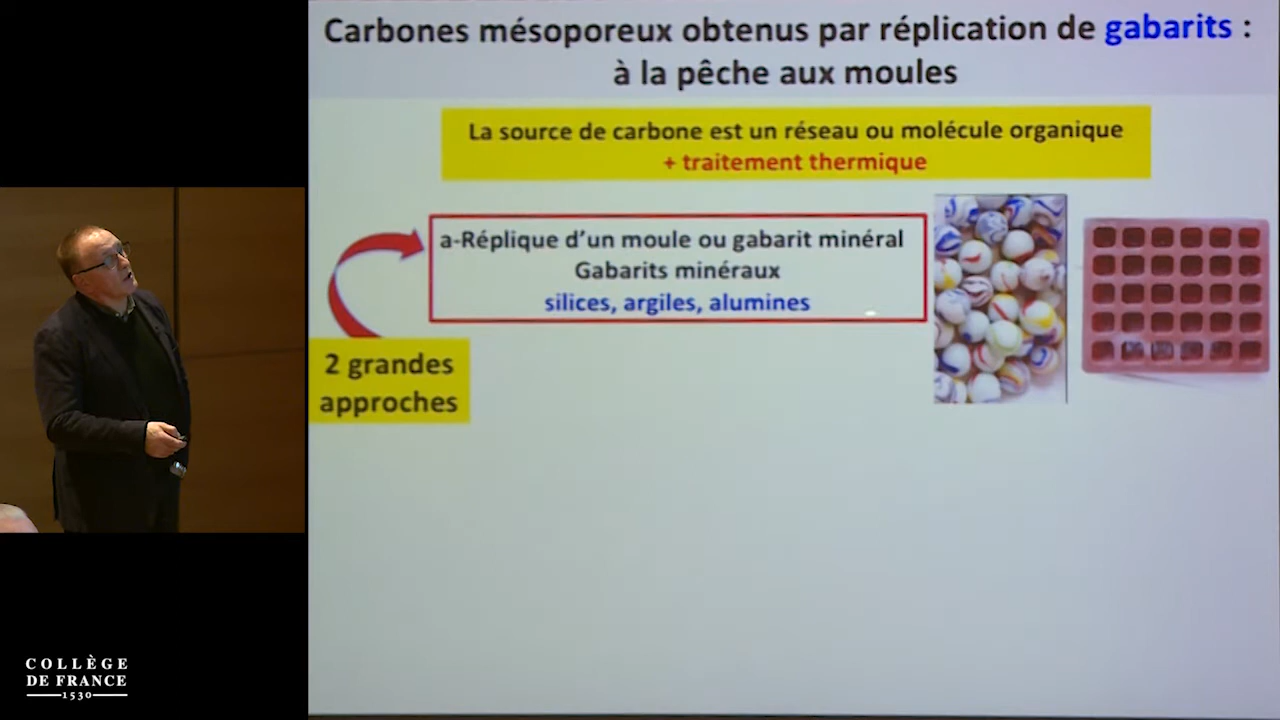 Carbones mésoporeux obtenus par réplication de gabarits :
à la pêche aux moules
La source de carbone est un réseau ou molécule organique
+ traitement thermique
a-Réplique d'un moule ou gabarit minéral
Gabarits minéraux
silices, argiles, alumines
2 grandes
approches
COLLÈGE
DE FRANCE
1530